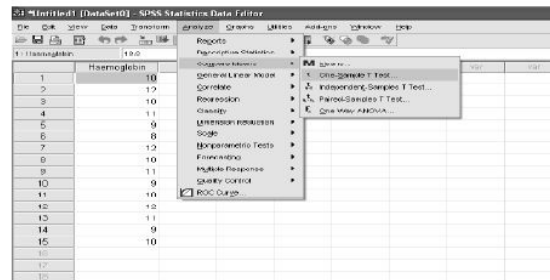 *Untitled1 [DataSet0] - SPSS Statistics Data Editor
File Edit View Data Transform Analyze Graphs Utilities Add-ons Window Help
1 : Haemoglobin
Haemoglobin var var
Reports
Descriptive Statistics
Compare Means
General Linear Model
Correlate
Regression
Classify
Dimension Reduction
Scale
Nonparametric Tests
Forecasting
Multiple Response
Quality Control
ROC Curve...
Means...
One-Sample T Test...
Independent-Samples T Test...
Paired-Samples T Test...
One-Way ANOVA...
1 10
2 12
3 10
4 11
5 9
6 8
7 12
8 10
9 11
10 9
11 10
12 12
13 11
14 9
15 10
16
17
18